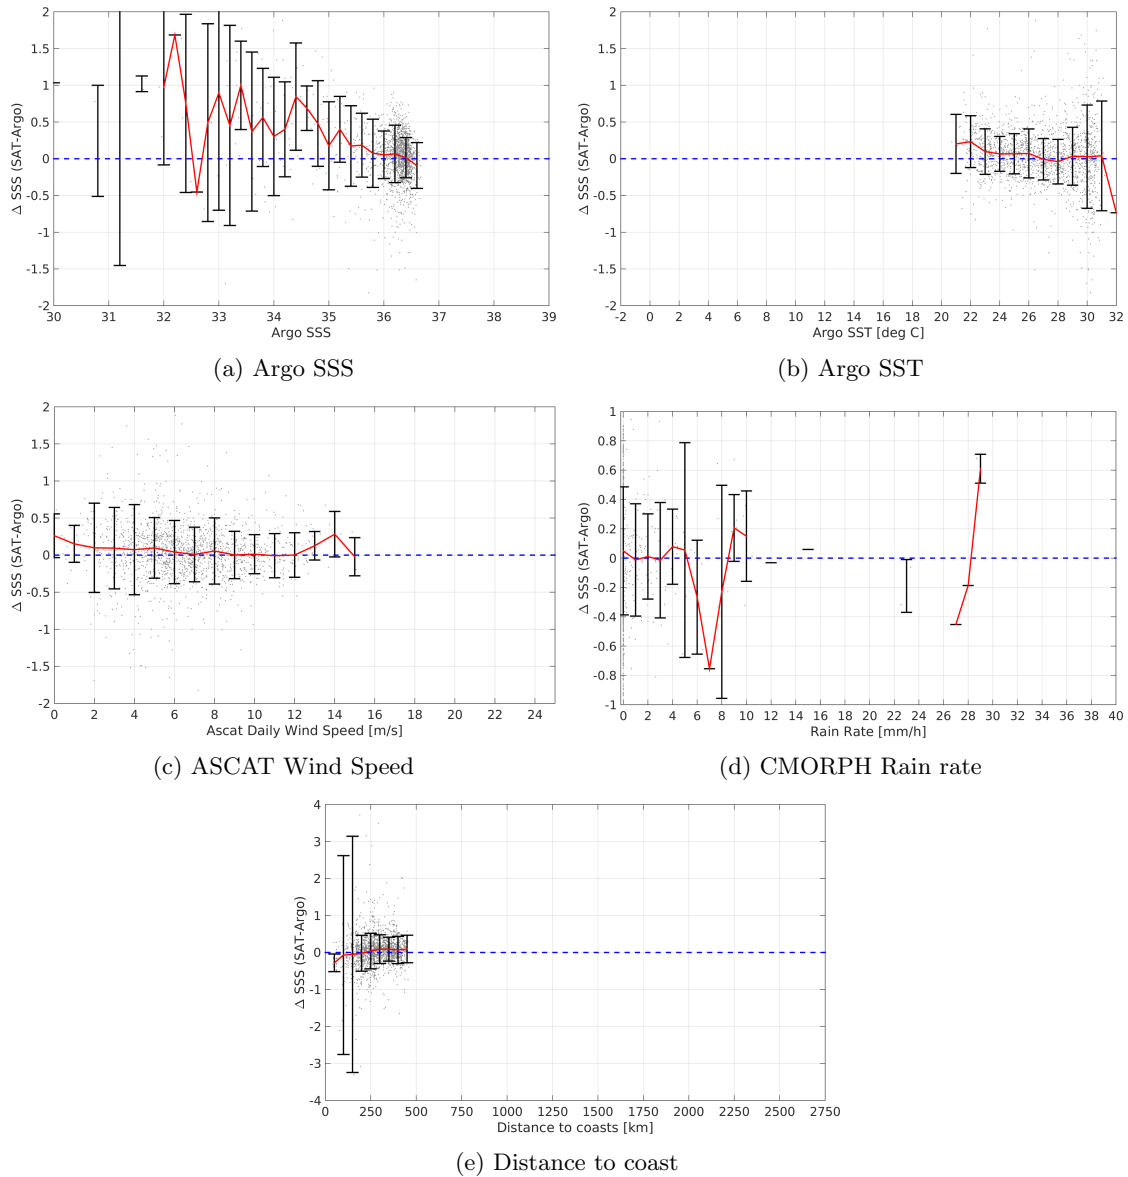 2
1.5
1
0.5
0
-0.5
-1
-1.5
-2
Δ SSS (SAT-Argo)
30 31 32 33 34 35 36 37 38 39
Argo SSS
(a) Argo SSS
2
1.5
1
0.5
0
-0.5
-1
-1.5
-2
Δ SSS (SAT-Argo)
-2 0 2 4 6 8 10 12 14 16 18 20 22 24 26 28 30 32
Argo SST [deg C]
(b) Argo SST
2
1.5
1
0.5
0
-0.5
-1
-1.5
-2
Δ SSS (SAT-Argo)
0 2 4 6 8 10 12 14 16 18 20 22 24
Ascat Daily Wind Speed [m/s]
(c) ASCAT Wind Speed
1
0.8
0.6
0.4
0.2
0
-0.2
-0.4
-0.6
-0.8
-1
Δ SSS (SAT-Argo)
0 2 4 6 8 10 12 14 16 18 20 22 24 26 28 30 32 34 36 38 40
Rain Rate [mm/h]
(d) CMORPH Rain rate
4
3
2
1
0
-1
-2
-3
-4
Δ SSS (SAT-Argo)
0 250 500 750 1000 1250 1500 1750 2000 2250 2500 2750
Distance to coasts [km]
(e) Distance to coast